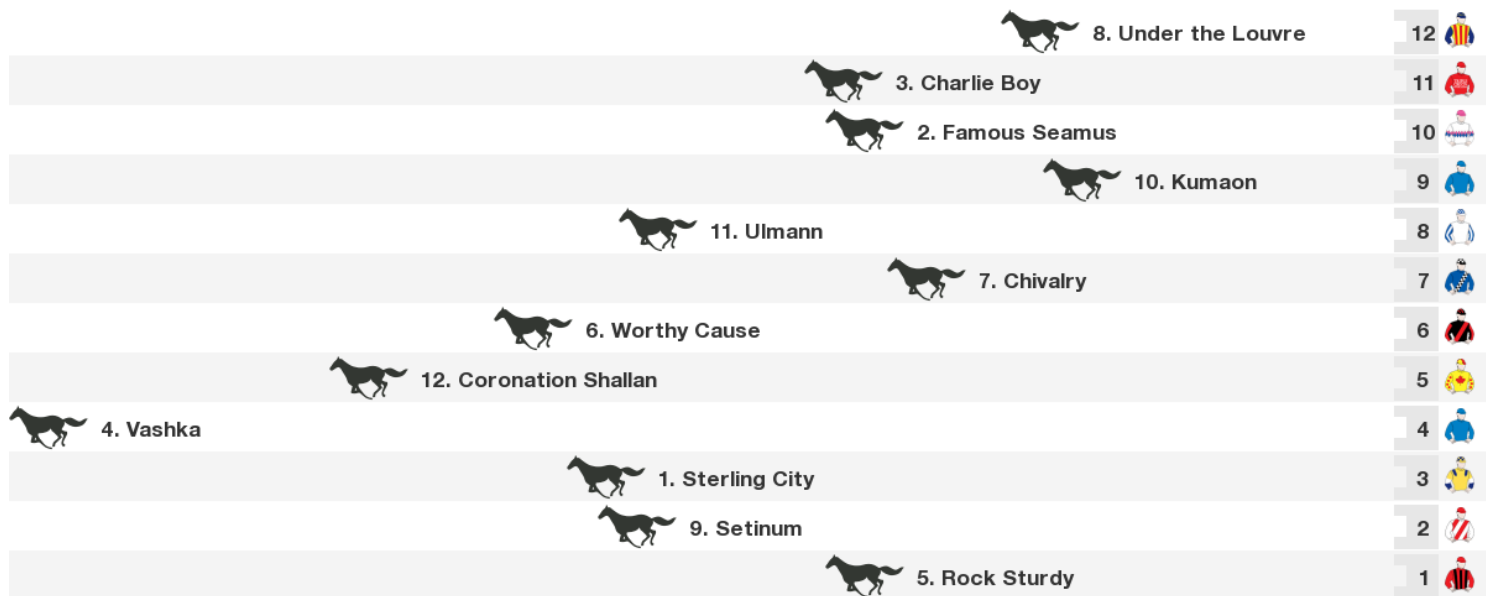 8. Under the Louvre 12
3. Charlie Boy 11
2. Famous Seamus 10
10. Kumaon 9
11. Ulmann 8
7. Chivalry 7
6. Worthy Cause 6
12. Coronation Shallan 5
4. Vashka 4
1. Sterling City 3
9. Setinum 2
5. Rock Sturdy 1